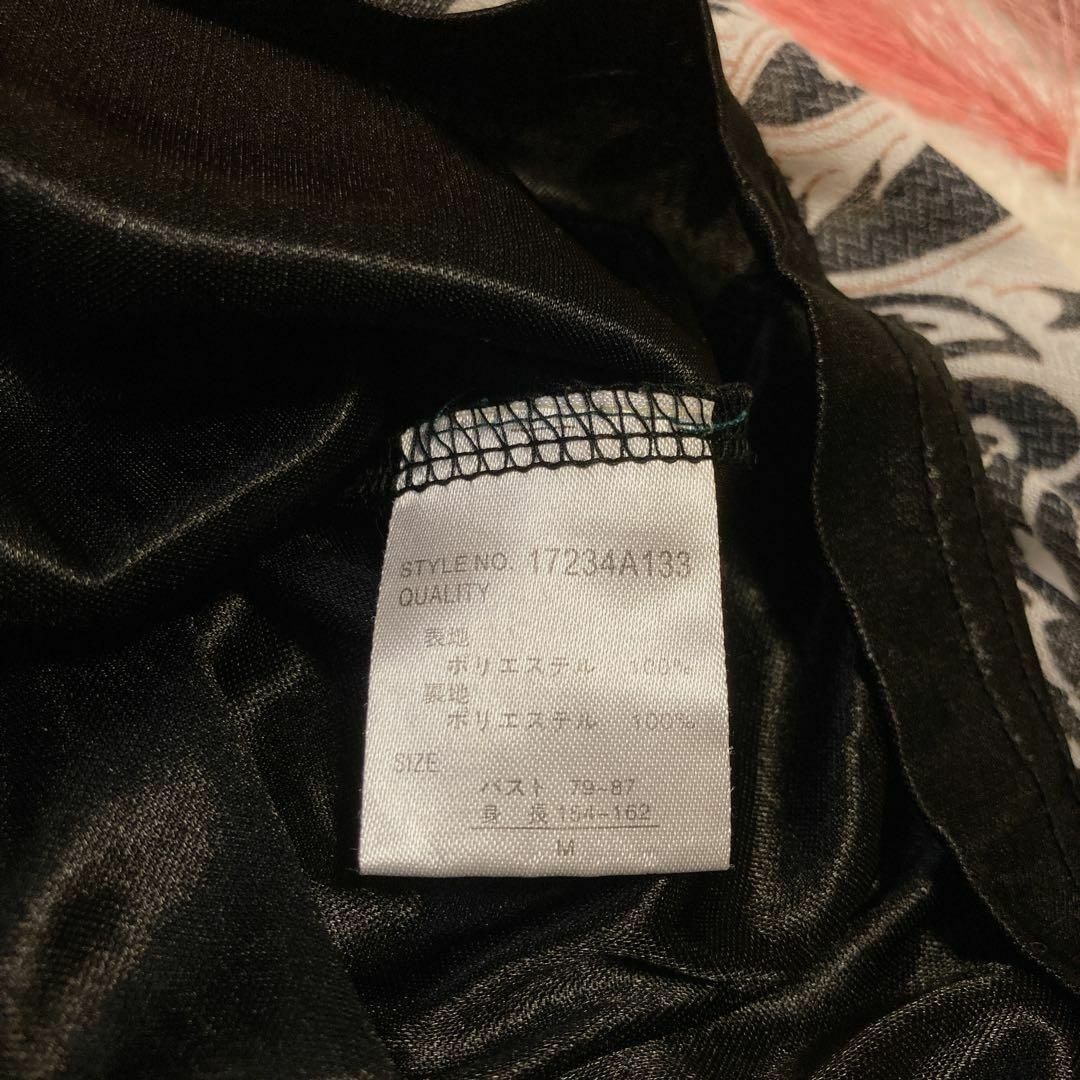 STYLE NO. 17234A133
QUALITY
表地
ポリエステル 100%
裏地
ポリエステル 100%
SIZE
バスト 79-87
身 長 154-162
M